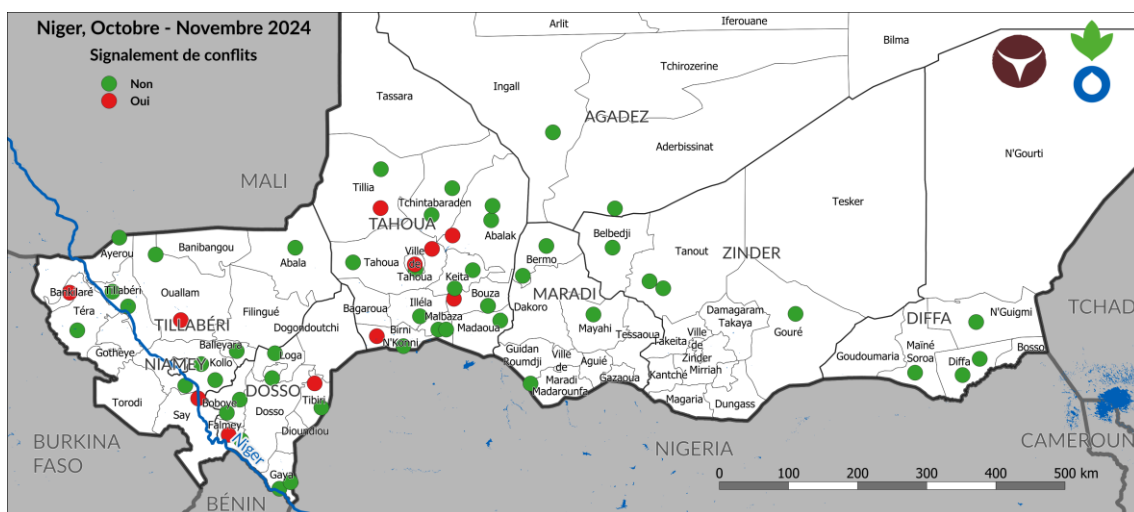 Niger, Octobre - Novembre 2024
Signalement de conflits
Non
Oui
Arlit
Iferouane
Bilma
Tchirozerine
Ingall
Tassara
AGADEZ
Aderbissinat
N'Gourti
MALI
Tillia
Tchintabaraden
Tesker
TAHOUA
Abalak
Belbedji
Tanout
ZINDER
Ayerou
Banibangou
Abala
Tahoua
Ville
de
Tahoua
Keita
Bermo
Bankilaré
Tillabéri
Ouallam
Filingué
Bagaroua
Illéla
Bouza
Dakoro
MARADI
Téra
TILLABÉRI
Dogondoutchi
Birni
N'Konni
Malbaza
Madaoua
Mayahi
Tessaoua
Damagaram
Takaya
Gouré
DIFFA
N'Guigmi
TCHAD
Gothèye
Balleyara
NIAMEY
Kollo
Loga
Guidan
Roumdji
Ville
de
Maradi
Madarounfa
Aguié
Gazaoua
Takeita
Ville
de
Zinder
Mirriah
Kantché
Magaria
Dungass
Goudoumaria
Maïné
Soroa
Diffa
Bosso
Torodi
Say
Boboye
DOSSO
Dosso
Tibiri
Falmey
Dioundiou
Niger
Gaya
BURKINA
FASO
BÉNIN
NIGERIA
CAMEROUN
0 100 200 300 400 500 km